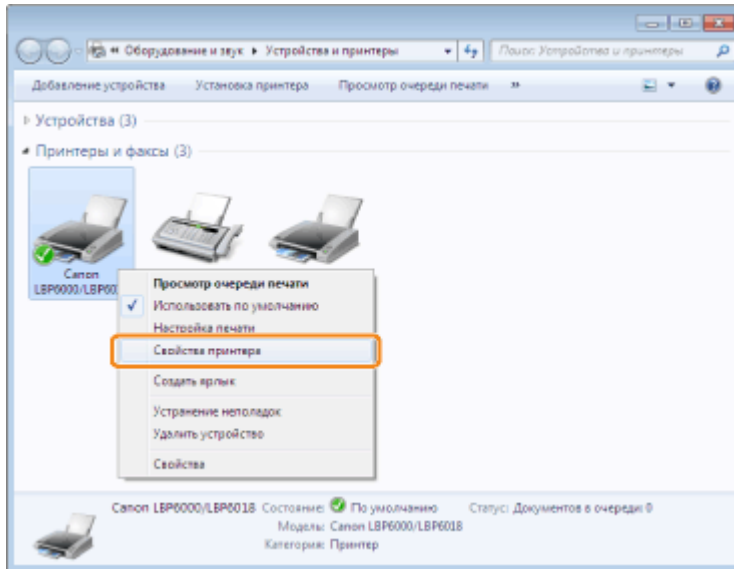 « Оборудование и звук ▸ Устройства и принтеры
Поиск: Устройства и принтеры
Добавление устройства Установка принтера Просмотр очереди печати »
Устройства (3)
Принтеры и факсы (3)
Canon
LBP6000/LBP60
Просмотр очереди печати
Использовать по умолчанию
Настройка печати
Свойства принтера
Создать ярлык
Устранение неполадок
Удалить устройство
Свойства
Canon LBP6000/LBP6018 Состояние: По умолчанию Статус: Документов в очереди: 0
Модель: Canon LBP6000/LBP6018
Категория: Принтер